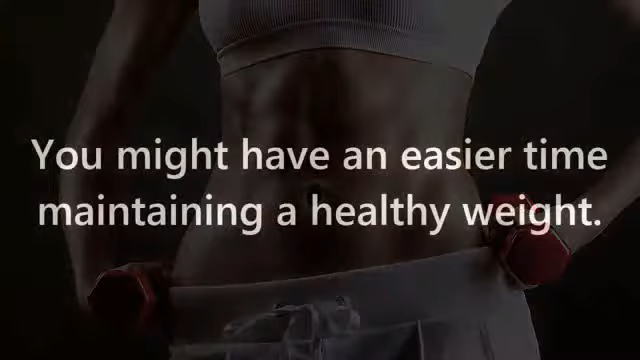 You might have an easier time
maintaining a healthy weight.